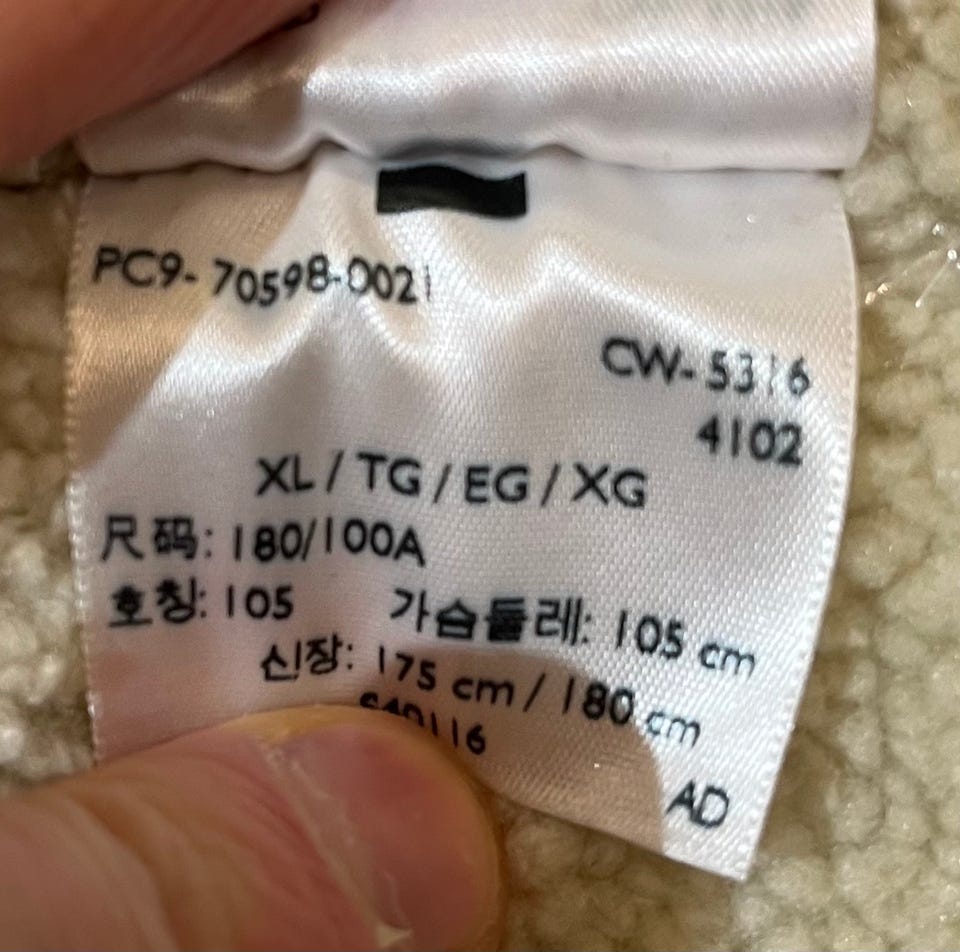 PC9-70598-0021
CW-5316
4102
XL / TG / EG / XG
尺码: 180/100A
호칭: 105 가슴둘레: 105 cm
신장: 175 cm / 180 cm
AD